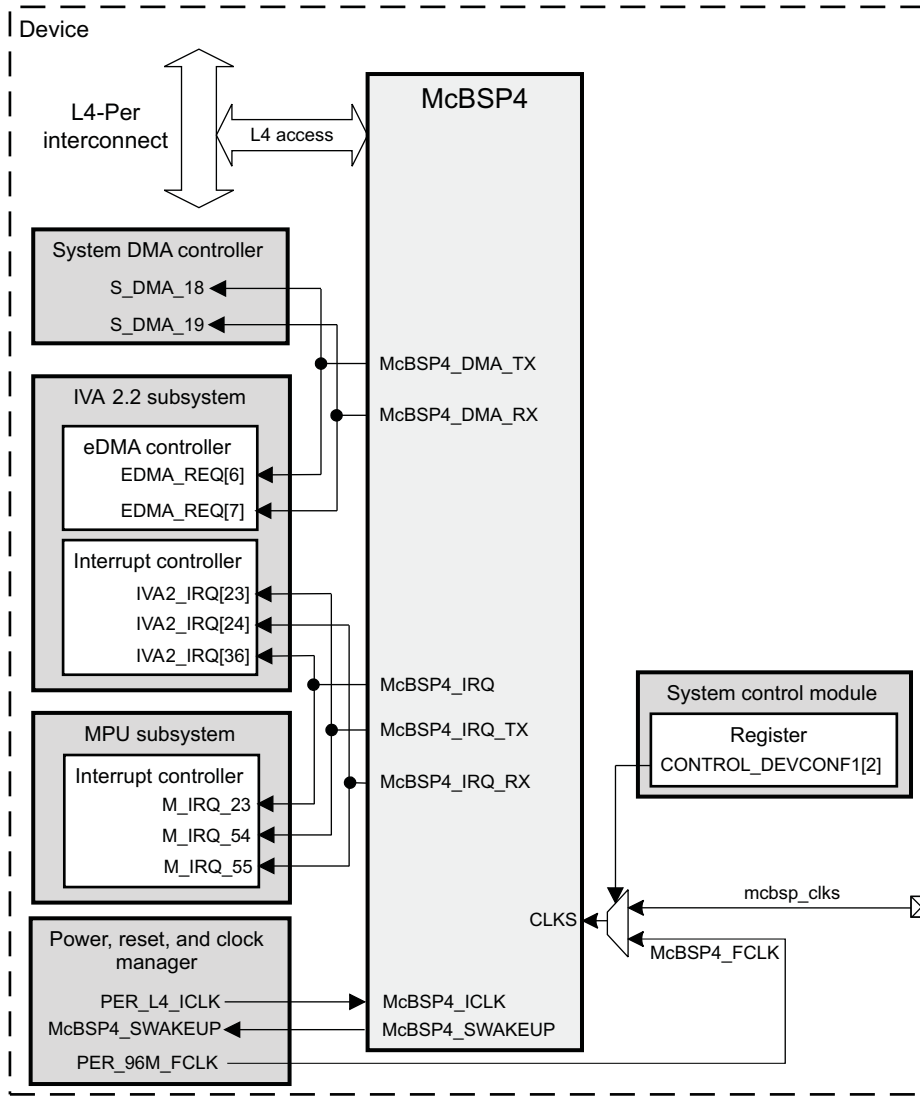 Device
L4-Per
interconnect
L4 access
McBSP4
System DMA controller
S_DMA_18
S_DMA_19
McBSP4_DMA_TX
McBSP4_DMA_RX
IVA 2.2 subsystem
eDMA controller
EDMA_REQ[6]
EDMA_REQ[7]
Interrupt controller
IVA2_IRQ[23]
IVA2_IRQ[24]
IVA2_IRQ[36]
McBSP4_IRQ
McBSP4_IRQ_TX
McBSP4_IRQ_RX
MPU subsystem
Interrupt controller
M_IRQ_23
M_IRQ_54
M_IRQ_55
System control module
Register
CONTROL_DEVCONF1[2]
CLKS
mcbsp_clks
McBSP4_FCLK
Power, reset, and clock
manager
PER_L4_ICLK
McBSP4_SWAKEUP
PER_96M_FCLK
McBSP4_ICLK
McBSP4_SWAKEUP